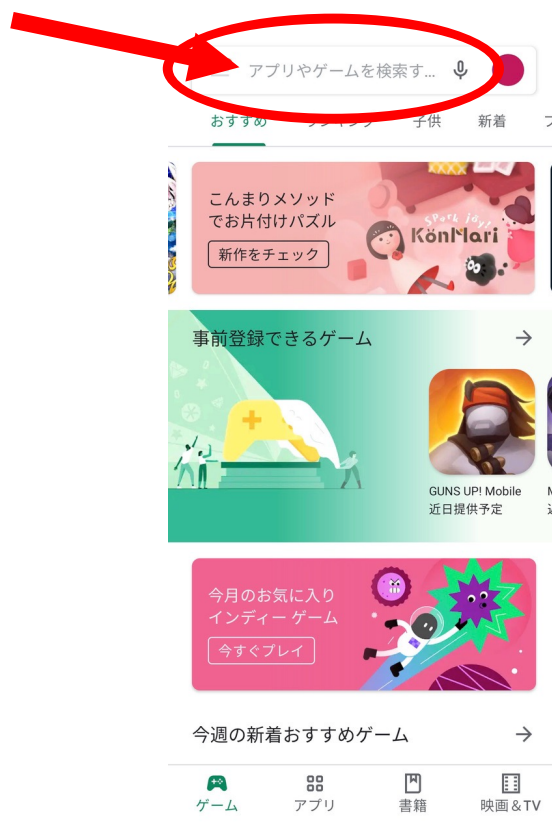 アプリやゲームを検索す...
おすすめ
子供
新着
こんまりメソッド
でお片付けパズル
新作をチェック
Spark joy!
KonMari
事前登録できるゲーム
GUNS UP! Mobile
近日提供予定
今月のお気に入り
インディー ゲーム
今すぐプレイ
今週の新着おすすめゲーム
ゲーム
アプリ
書籍
映画&TV